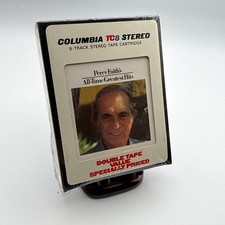 COLUMBIA TC8 STEREO
8-TRACK STEREO TAPE CARTRIDGE
Percy Faith's
All-Time Greatest Hits
DOUBLE TAPE
VALUE
SPECIALLY PRICED